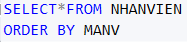 SELECT*FROM NHANVIEN
ORDER BY MANV